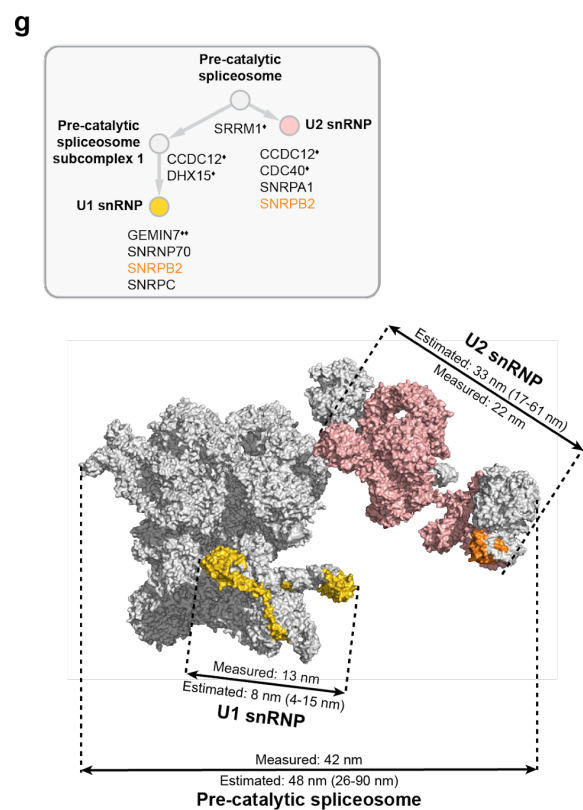 g
Pre-catalytic
spliceosome
SRRM1♦
U2 snRNP
Pre-catalytic
spliceosome
subcomplex 1
CCDC12♦
DHX15♦
CCDC12♦
CDC40♦
SNRPA1
SNRPB2
U1 snRNP
GEMIN7♦♦
SNRNP70
SNRPB2
SNRPC
U2 snRNP
Estimated: 33 nm (17-61 nm)
Measured: 22 nm
Measured: 13 nm
Estimated: 8 nm (4-15 nm)
U1 snRNP
Measured: 42 nm
Estimated: 48 nm (26-90 nm)
Pre-catalytic spliceosome